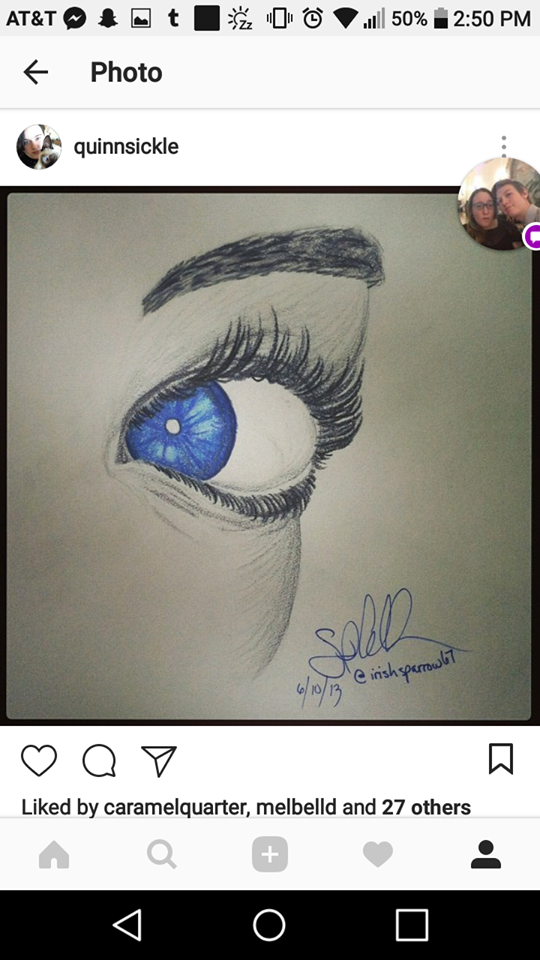 AT&T 50% 2:50 PM
Photo
quinnsickle
@irishsparrow67
6/10/13
Liked by caramelquarter, melbelld and 27 others